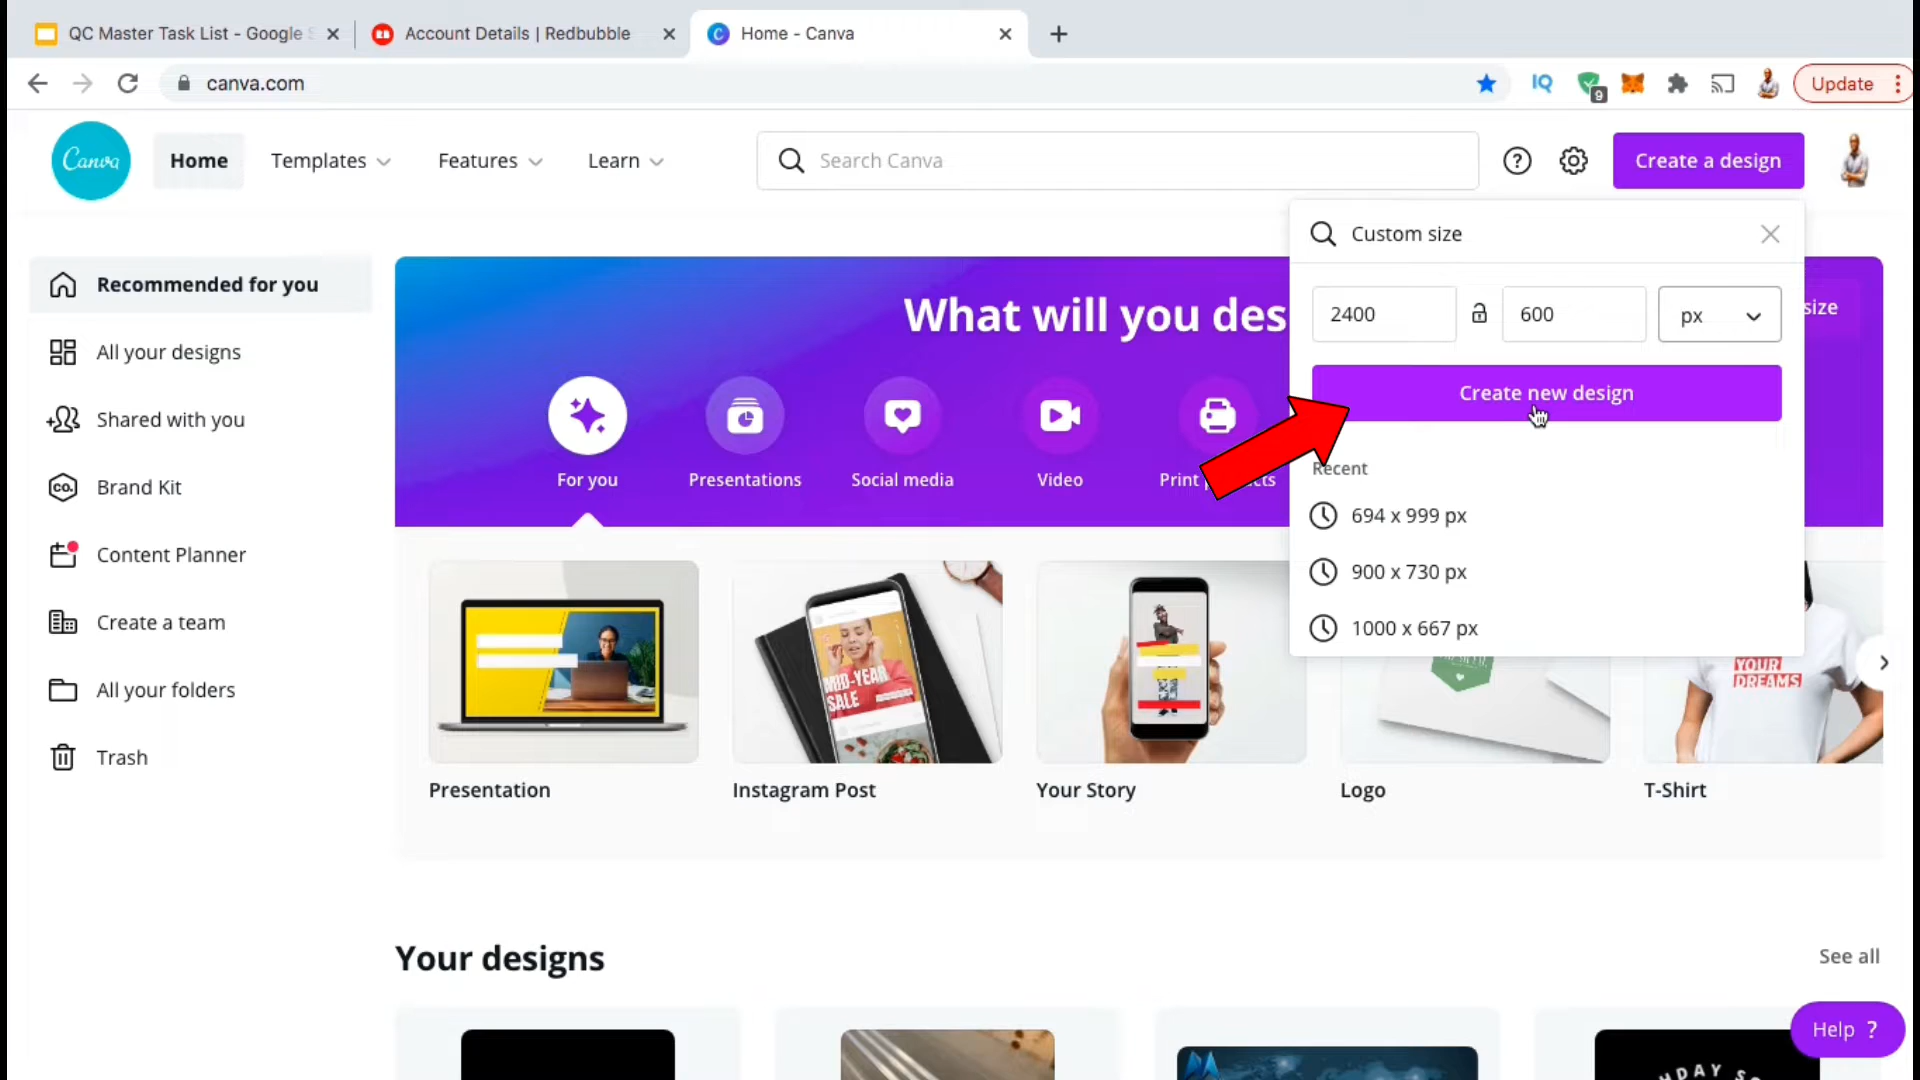 QC Master Task List - Google
Account Details | Redbubble
Home - Canva
canva.com
IQ
9
Update
Canva
Home
Templates
Features
Learn
Search Canva
Create a design
Custom size
2400
600
px
Create new design
Recent
694 x 999 px
900 x 730 px
1000 x 667 px
Recommended for you
All your designs
Shared with you
CO.
Brand Kit
Content Planner
Create a team
All your folders
Trash
What will you des
size
For you
Presentations
Social media
Video
Print
MID-YEAR
SALE
YOUR
DREAMS
Presentation
Instagram Post
Your Story
Logo
T-Shirt
Your designs
See all
Help ?